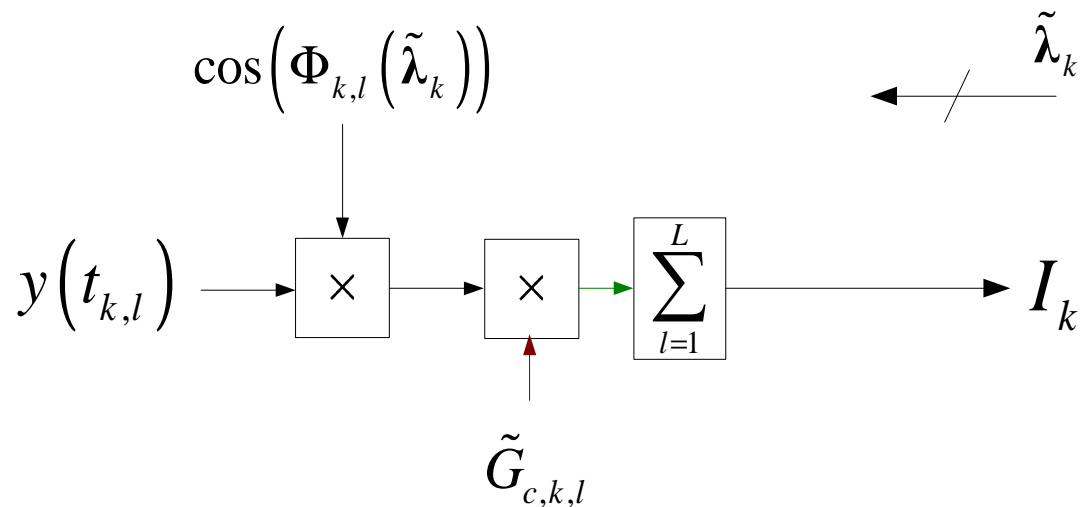 cos(Φ_{k,l}(λ̃_k))
λ̃_k
y(t_{k,l})
×
×
∑_{l=1}^{L}
I_k
G̃_{c,k,l}